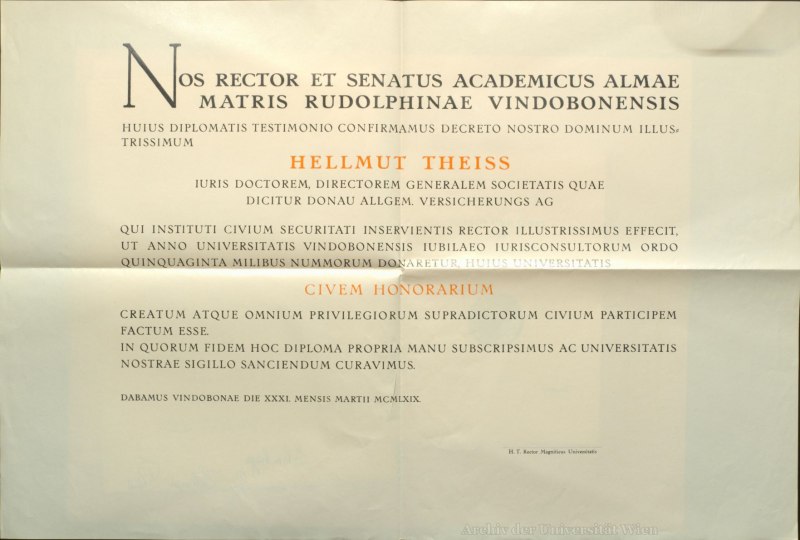 NOS RECTOR ET SENATUS ACADEMICUS ALMAE
MATRIS RUDOLPHINAE VINDOBONENSIS
HUIUS DIPLOMATIS TESTIMONIO CONFIRMAMUS DECRETO NOSTRO DOMINUM ILLUS=
TRISSIMUM
HELLMUT THEISS
IURIS DOCTOREM, DIRECTOREM GENERALEM SOCIETATIS QUAE
DICITUR DONAU ALLGEM. VERSICHERUNGS AG
QUI INSTITUTI CIVIUM SECURITATI INSERVIENTIS RECTOR ILLUSTRISSIMUS EFFECIT,
UT ANNO UNIVERSITATIS VINDOBONENSIS IUBILAEO IURISCONSULTORUM ORDO
QUINQUAGINTA MILIBUS NUMMORUM DONARETUR, HUIUS UNIVERSITATIS
CIVEM HONORARIUM
CREATUM ATQUE OMNIUM PRIVILEGIORUM SUPRADICTORUM CIVIUM PARTICIPEM
FACTUM ESSE.
IN QUORUM FIDEM HOC DIPLOMA PROPRIA MANU SUBSCRIPSIMUS AC UNIVERSITATIS
NOSTRAE SIGILLO SANCIENDUM CURAVIMUS.
DABAMUS VINDOBONAE DIE XXXI. MENSIS MARTII MCMLXIX.
H. T. Rector Magnificus Universitatis
Archiv der Universität Wien